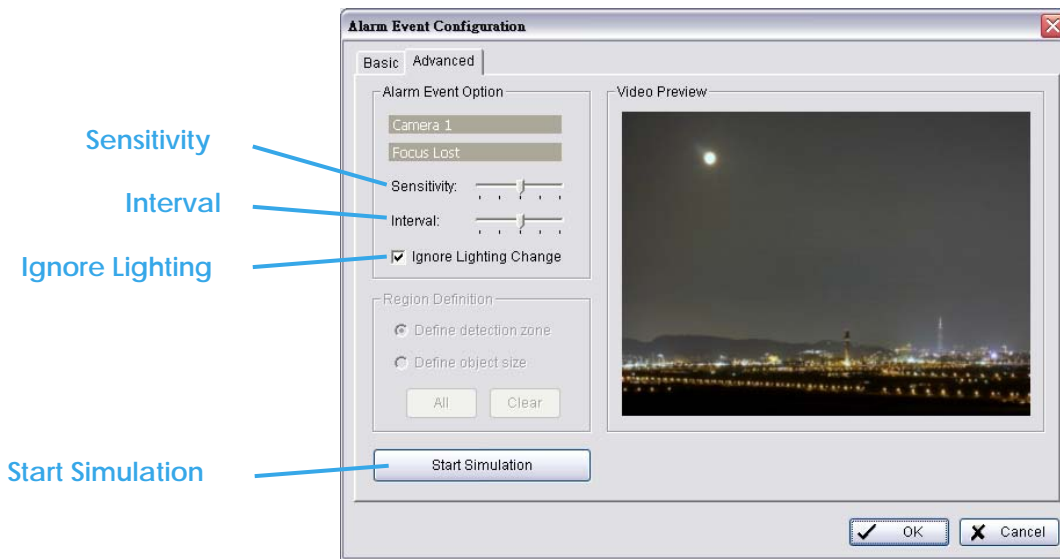 Alarm Event Configuration
Basic
Advanced
Alarm Event Option
Camera 1
Focus Lost
Sensitivity:
Interval:
Ignore Lighting Change
Region Definition
Define detection zone
Define object size
All
Clear
Start Simulation
Video Preview
OK
Cancel
Sensitivity
Interval
Ignore Lighting
Start Simulation